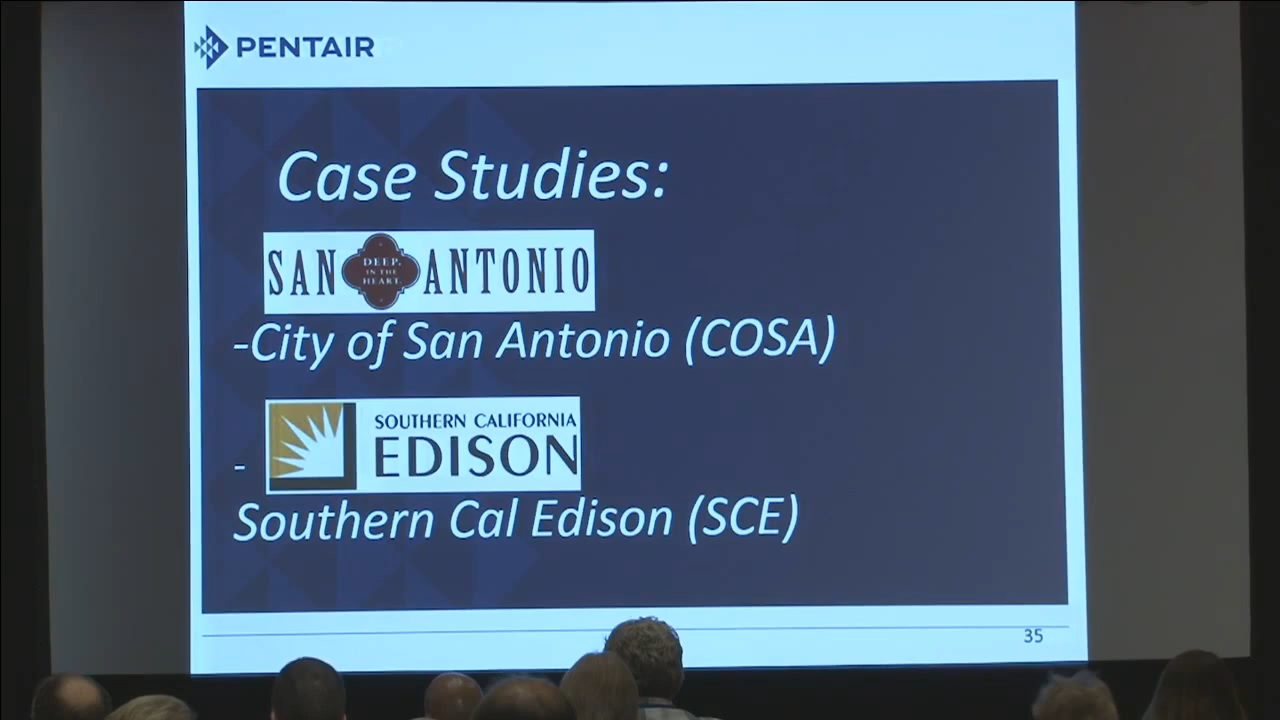 PENTAIR
Case Studies:
SAN ANTONIO
DEEP.
IN THE
HEART.
-City of San Antonio (COSA)
SOUTHERN CALIFORNIA
- EDISON
Southern Cal Edison (SCE)
35